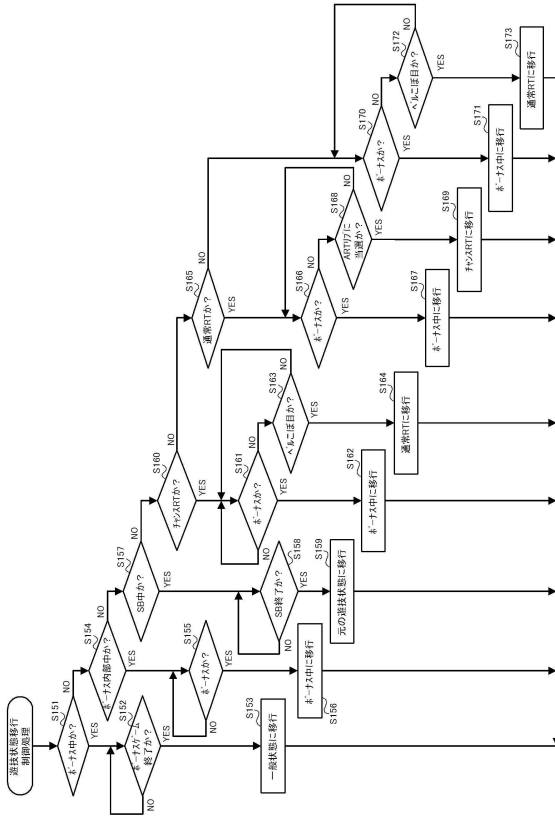 遊技状態移行
制御処理
S151
ボーナス中か？
YES
NO
S152
ボーナスゲーム
終了か？
NO
YES
S153
一般状態に移行
S154
ボーナス内部中か？
YES
NO
S155
ボーナスか？
NO
YES
S156
ボーナス中に移行
S157
SB中か？
YES
NO
S158
SB終了か？
NO
YES
S159
元の遊技状態に移行
S160
チャンスRTか？
YES
NO
S161
ボーナスか？
NO
NO
YES
S162
ボーナス中に移行
S163
ベルこぼ目か？
NO
YES
S164
通常RTに移行
S165
通常RTか？
YES
NO
S166
ボーナスか？
NO
YES
S167
ボーナス中に移行
S168
ARTリプに
当選か？
NO
YES
S169
チャンスRTに移行
S170
ボーナスか？
NO
YES
S171
ボーナス中に移行
S172
ベルこぼ目か？
NO
YES
S173
通常RTに移行